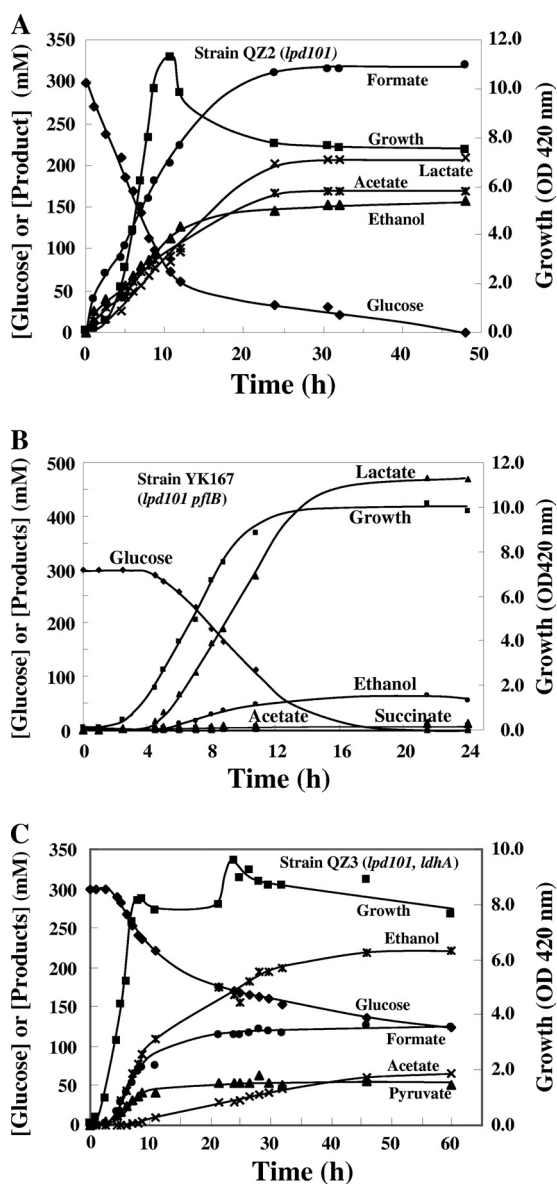 A
Strain QZ2 (lpd101)
[Glucose] or [Product] (mM)
350
300
250
200
150
100
50
0
12.0
10.0
8.0
6.0
4.0
2.0
0.0
Growth (OD 420 nm)
Formate
Growth
Lactate
Acetate
Ethanol
Glucose
0 10 20 30 40 50
Time (h)
B
Strain YK167
(lpd101 pflB)
[Glucose] or [Products] (mM)
500
400
300
200
100
0
12.0
10.0
8.0
6.0
4.0
2.0
0.0
Growth (OD420 nm)
Lactate
Growth
Glucose
Ethanol
Acetate Succinate
0 4 8 12 16 20 24
Time (h)
C
Strain QZ3 (lpd101, ldhA)
[Glucose] or [Products] (mM)
350
300
250
200
150
100
50
0
10.0
8.0
6.0
4.0
2.0
0.0
Growth (OD 420 nm)
Growth
Ethanol
Glucose
Formate
Acetate
Pyruvate
0 10 20 30 40 50 60
Time (h)